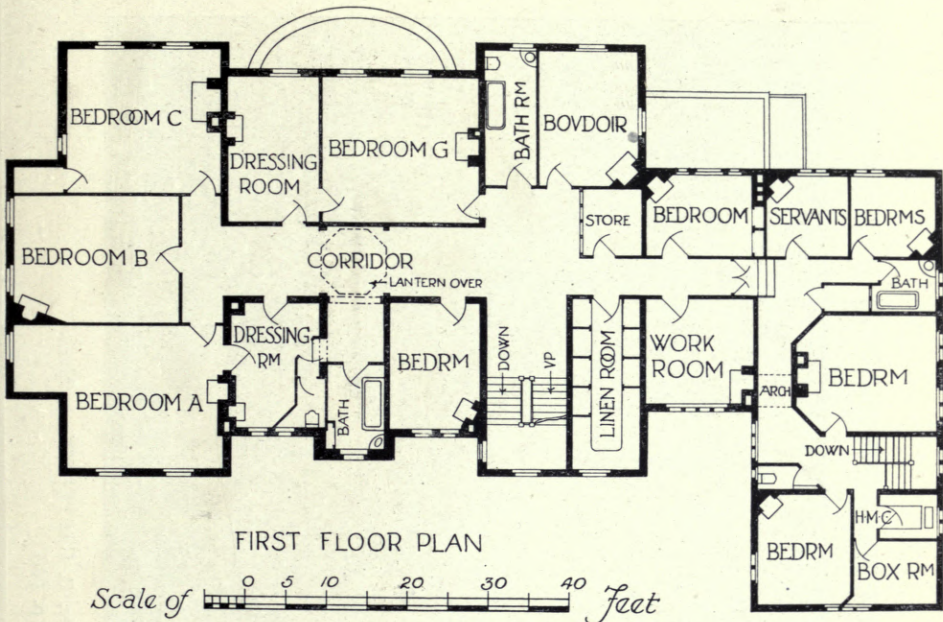 BEDROOM C
BATH RM
BOVDOIR
DRESSING
ROOM
BEDROOM G
STORE
BEDROOM
SERVANTS
BEDRMS
BEDROOM B
CORRIDOR
LANTERN OVER
BATH
DRESSING
RM
BEDRM
DOWN
VP
LINEN ROOM
WORK
ROOM
ARCH
BEDRM
BEDROOM A
BATH
DOWN
H.M.C
BEDRM
BOX RM
FIRST FLOOR PLAN
Scale of 0 5 10 20 30 40 Feet